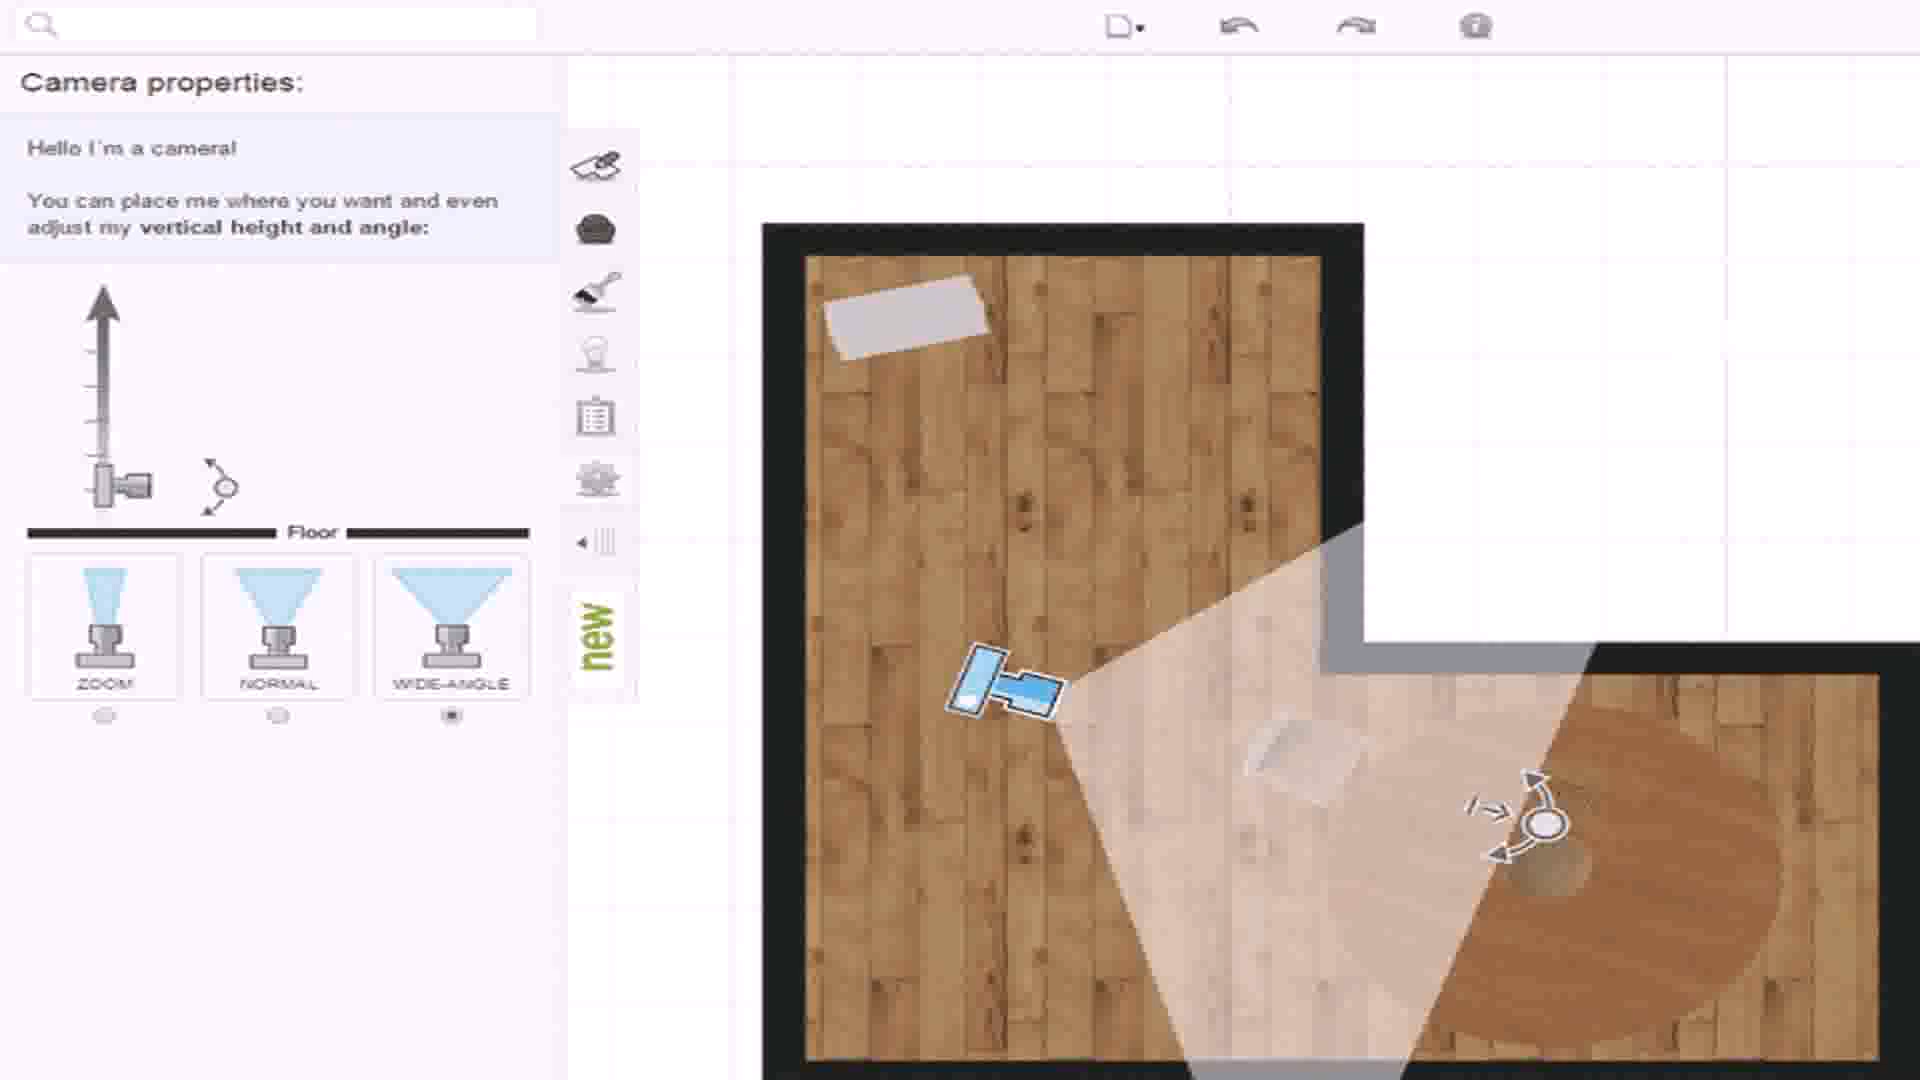 Camera properties:
Hello I'm a camera!
You can place me where you want and even
adjust my vertical height and angle:
Floor
ZOOM
NORMAL
WIDE-ANGLE
new